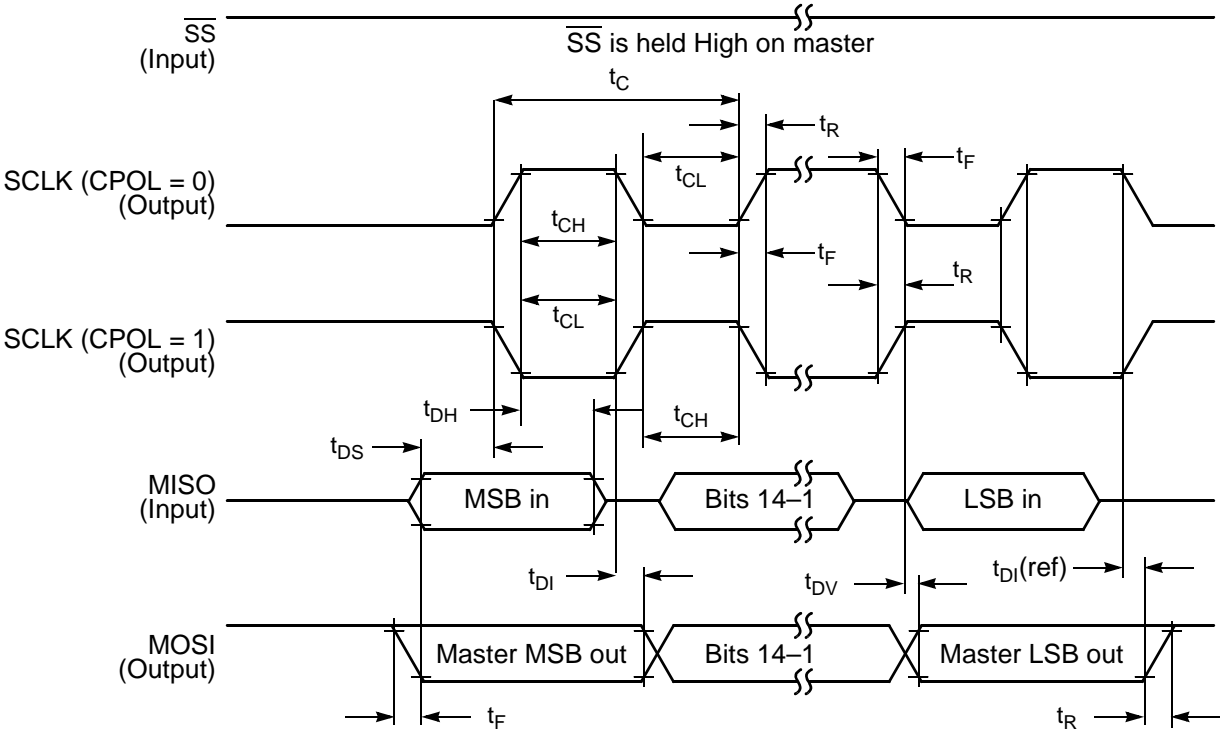 SS
(Input)
SS is held High on master
tC
tR
tF
SCLK (CPOL = 0)
(Output)
tCL
tCH
tF
tR
tCL
SCLK (CPOL = 1)
(Output)
tDH
tCH
tDS
MISO
(Input)
MSB in
Bits 14–1
LSB in
tDI
tDV
tDI(ref)
MOSI
(Output)
Master MSB out
Bits 14–1
Master LSB out
tF
tR